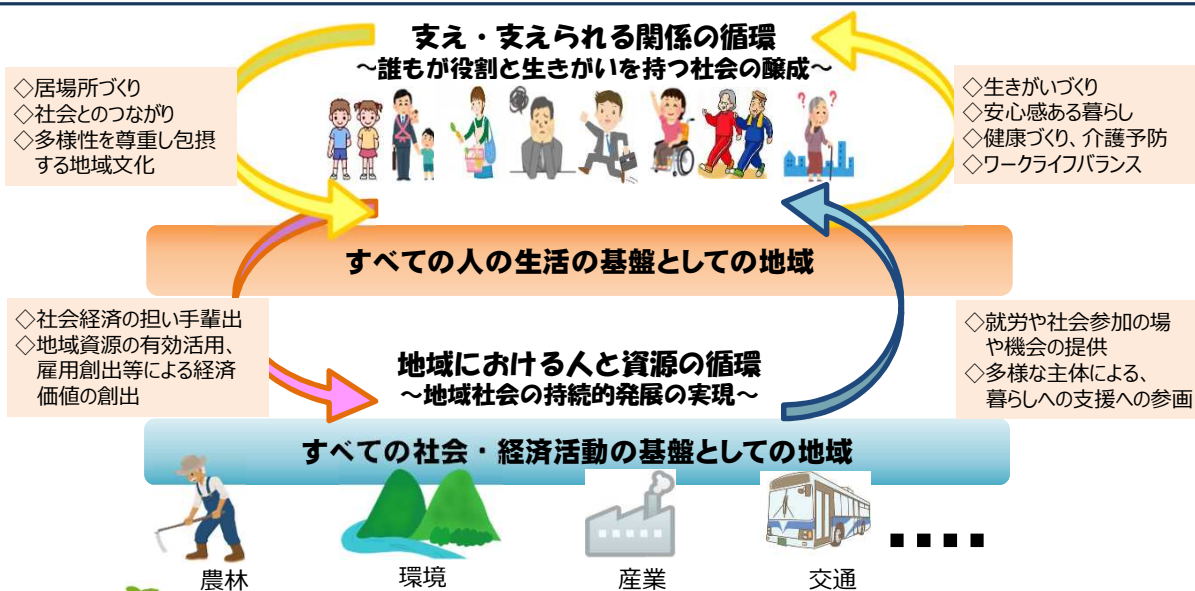 支え・支えられる関係の循環
～誰もが役割と生きがいを持つ社会の醸成～
◇居場所づくり
◇社会とのつながり
◇多様性を尊重し包摂
する地域文化
◇生きがいづくり
◇安心感ある暮らし
◇健康づくり、介護予防
◇ワークライフバランス
? ?
すべての人の生活の基盤としての地域
◇社会経済の担い手輩出
◇地域資源の有効活用、
雇用創出等による経済
価値の創出
地域における人と資源の循環
～地域社会の持続的発展の実現～
◇就労や社会参加の場
や機会の提供
◇多様な主体による、
暮らしへの支援への参画
すべての社会・経済活動の基盤としての地域
農林
環境
産業
交通